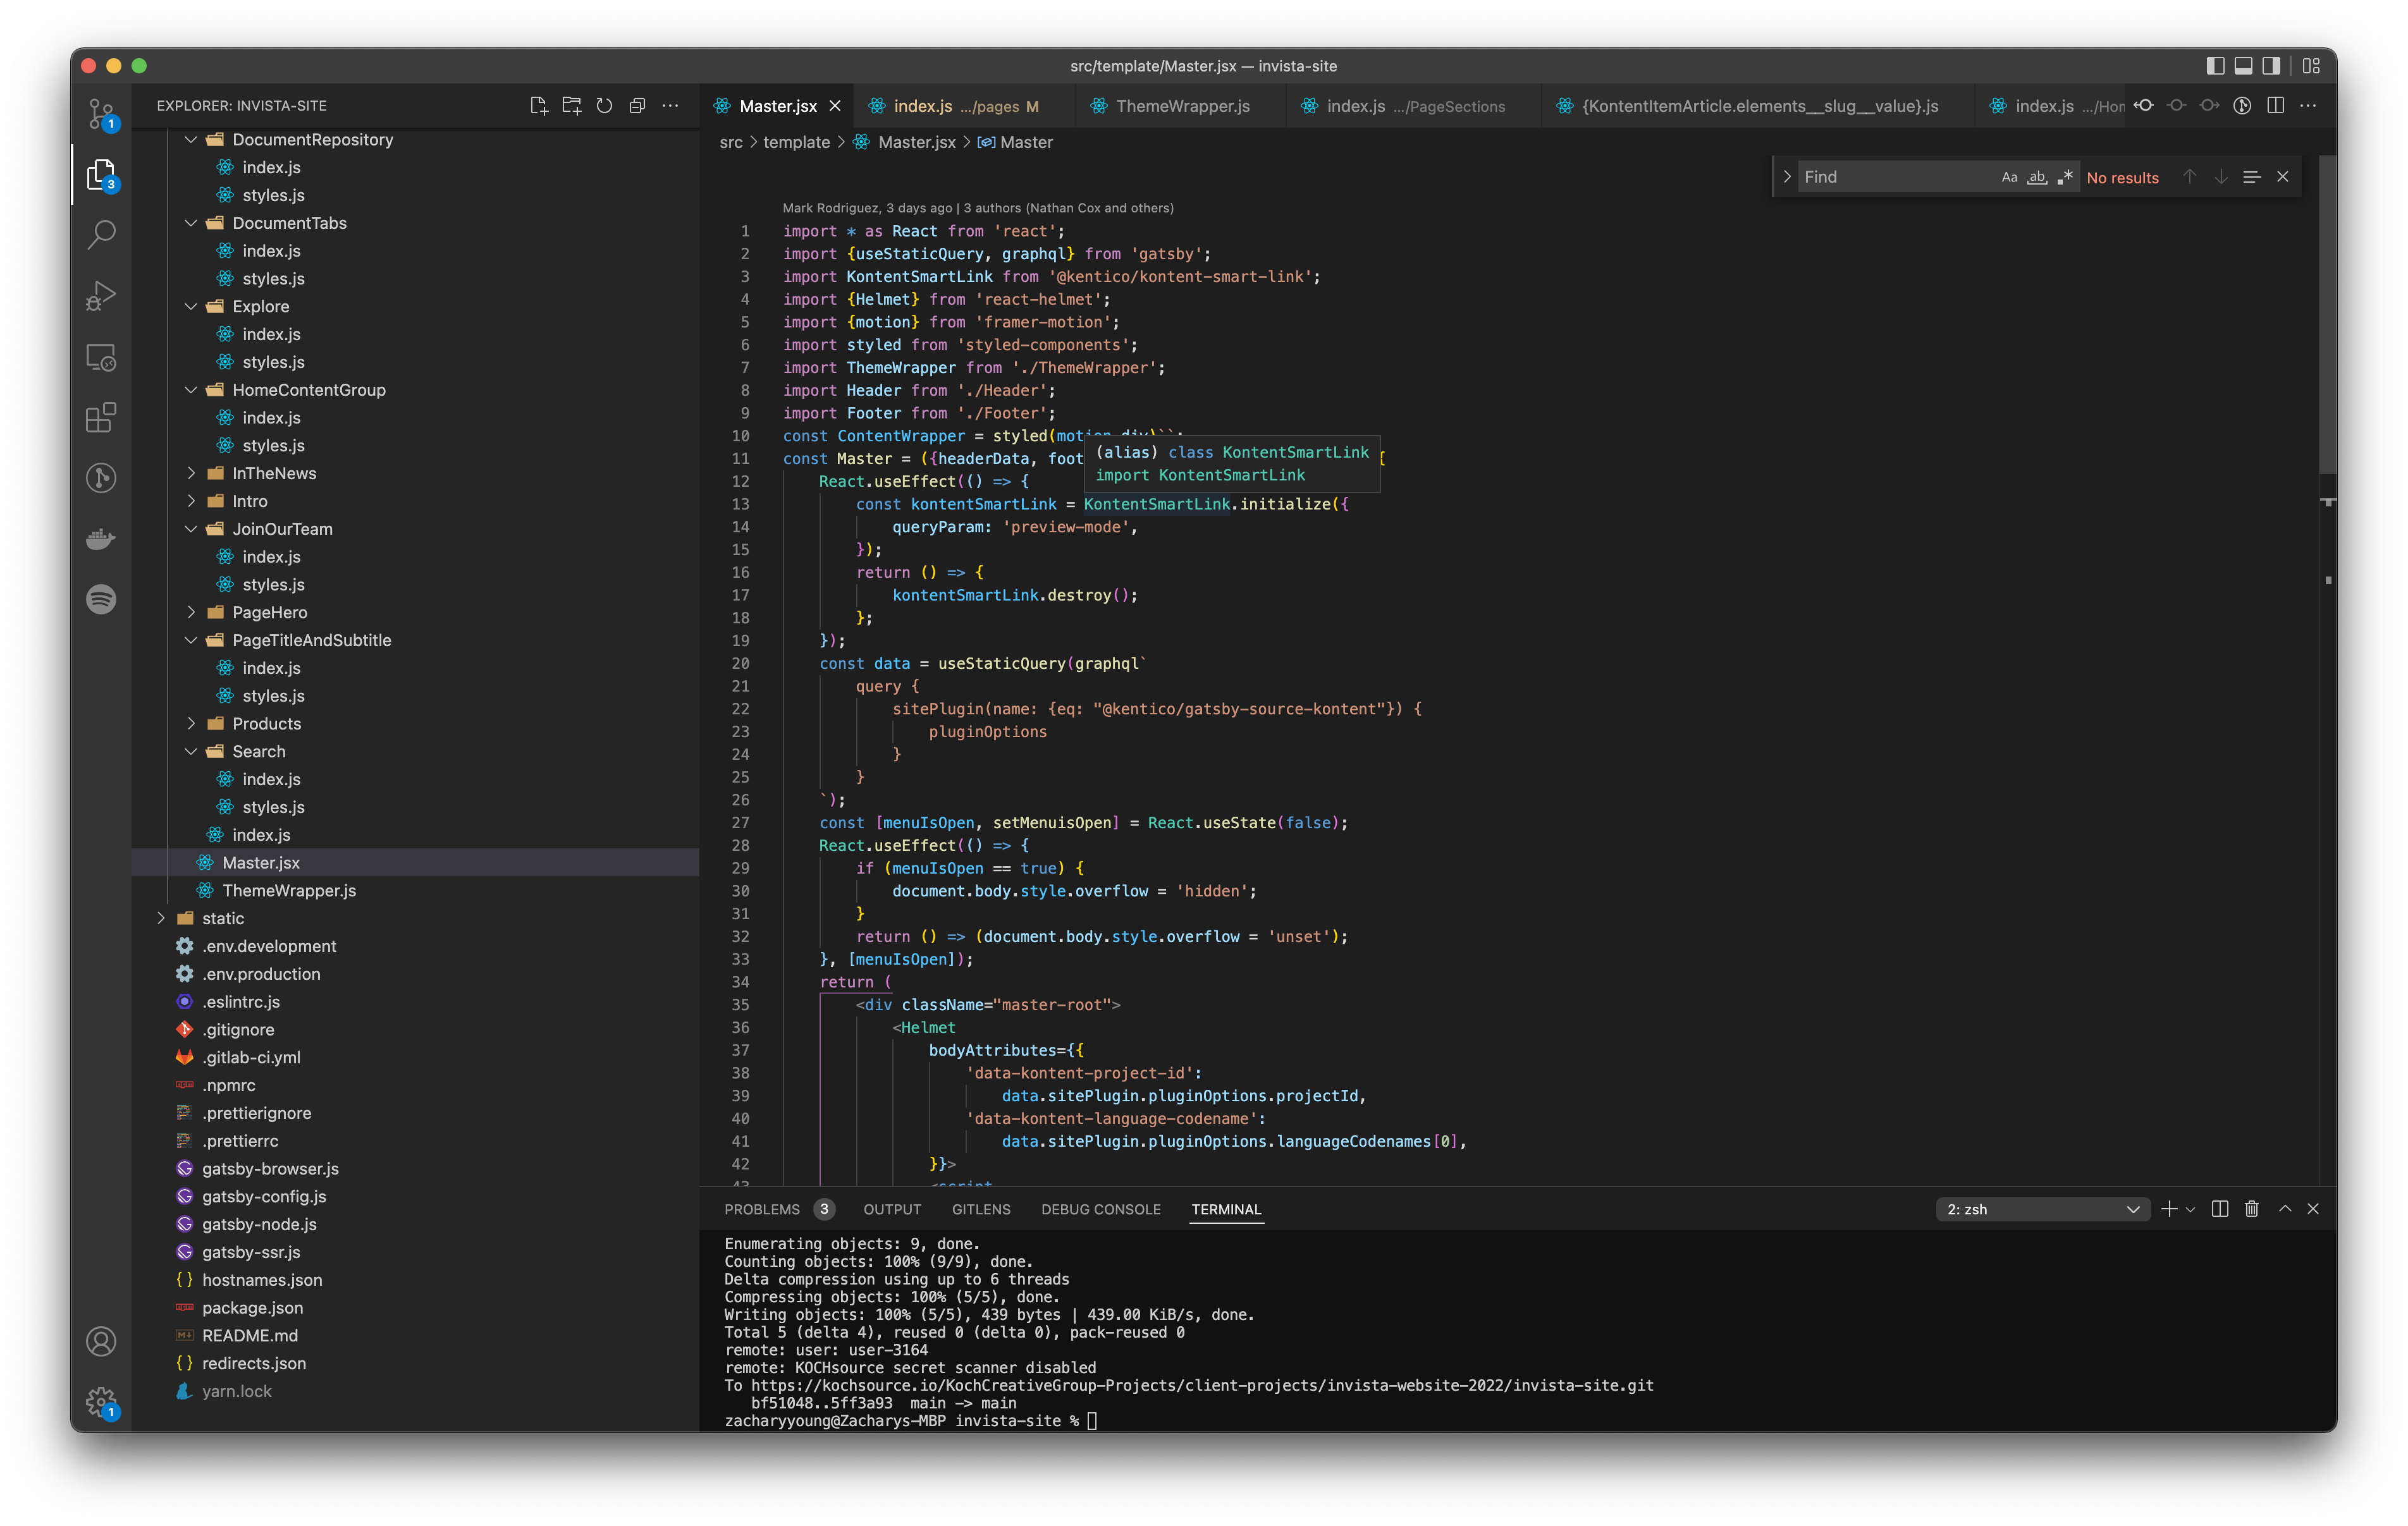 src/template/Master.jsx — invista-site
1
3
1
EXPLORER: INVISTA-SITE
DocumentRepository
index.js
styles.js
DocumentTabs
index.js
styles.js
Explore
index.js
styles.js
HomeContentGroup
index.js
styles.js
InTheNews
Intro
JoinOurTeam
index.js
styles.js
PageHero
PageTitleAndSubtitle
index.js
styles.js
Products
Search
index.js
styles.js
index.js
Master.jsx
ThemeWrapper.js
static
.env.development
.env.production
.eslintrc.js
.gitignore
.gitlab-ci.yml
.npmrc
.prettierignore
.prettierrc
gatsby-browser.js
gatsby-config.js
gatsby-node.js
gatsby-ssr.js
hostnames.json
package.json
README.md
redirects.json
yarn.lock
Master.jsx index.js .../pages M ThemeWrapper.js index.js .../PageSections {KontentItemArticle.elements__slug__value}.js index.js .../Hor
src > template > Master.jsx > Master
Find Aa ab No results
Mark Rodriguez, 3 days ago | 3 authors (Nathan Cox and others)
1 import * as React from 'react';
2 import {useStaticQuery, graphql} from 'gatsby';
3 import KontentSmartLink from '@kentico/kontent-smart-link';
4 import {Helmet} from 'react-helmet';
5 import {motion} from 'framer-motion';
6 import styled from 'styled-components';
7 import ThemeWrapper from './ThemeWrapper';
8 import Header from './Header';
9 import Footer from './Footer';
10 const ContentWrapper = styled(motion.div)``;
11 const Master = ({headerData, foot {
(alias) class KontentSmartLink
import KontentSmartLink
12 React.useEffect(() => {
13 const kontentSmartLink = KontentSmartLink.initialize({
14 queryParam: 'preview-mode',
15 });
16 return () => {
17 kontentSmartLink.destroy();
18 };
19 });
20 const data = useStaticQuery(graphql`
21 query {
22 sitePlugin(name: {eq: "@kentico/gatsby-source-kontent"}) {
23 pluginOptions
24 }
25 }
26 `);
27 const [menuIsOpen, setMenuisOpen] = React.useState(false);
28 React.useEffect(() => {
29 if (menuIsOpen == true) {
30 document.body.style.overflow = 'hidden';
31 }
32 return () => (document.body.style.overflow = 'unset');
33 }, [menuIsOpen]);
34 return (
35 <div className="master-root">
36 <Helmet
37 bodyAttributes={{
38 'data-kontent-project-id':
39 data.sitePlugin.pluginOptions.projectId,
40 'data-kontent-language-codename':
41 data.sitePlugin.pluginOptions.languageCodenames[0],
42 }}>
43 <script
PROBLEMS 3 OUTPUT GITLENS DEBUG CONSOLE TERMINAL 2: zsh
Enumerating objects: 9, done.
Counting objects: 100% (9/9), done.
Delta compression using up to 6 threads
Compressing objects: 100% (5/5), done.
Writing objects: 100% (5/5), 439 bytes | 439.00 KiB/s, done.
Total 5 (delta 4), reused 0 (delta 0), pack-reused 0
remote: user: user-3164
remote: KOCHsource secret scanner disabled
To https://kochsource.io/KochCreativeGroup-Projects/client-projects/invista-website-2022/invista-site.git
bf51048..5ff3a93 main -> main
zacharyyoung@Zacharys-MBP invista-site %